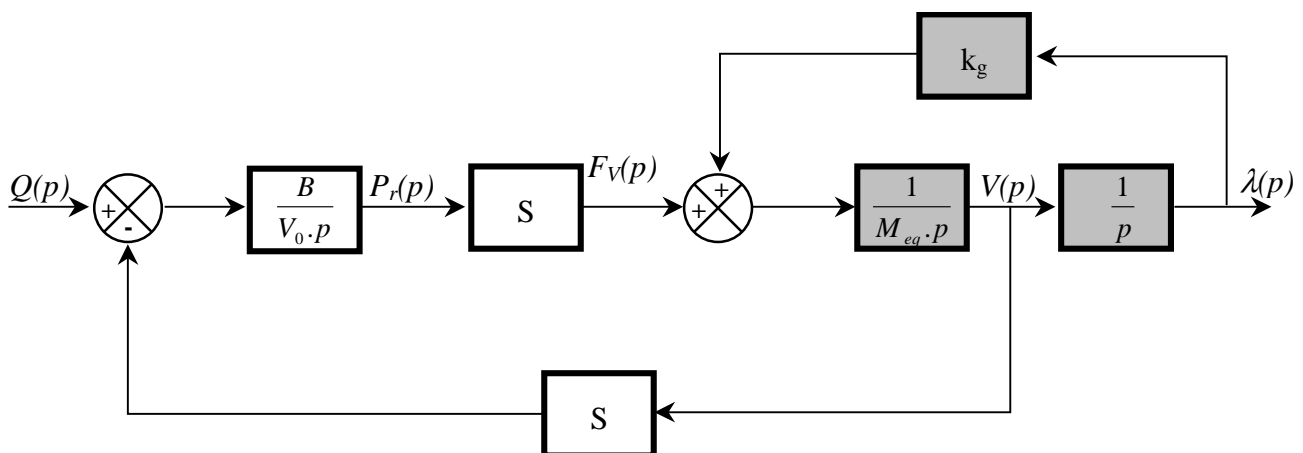 k_g
Q(p)
+
-
B
V_0.p
P_r(p)
S
F_V(p)
+
+
1
M_eq.p
V(p)
1
p
λ(p)
S